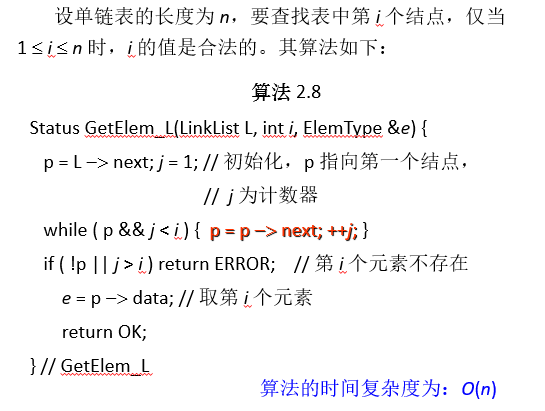 设单链表的长度为 n，要查找表中第 i 个结点，仅当
1 ≤ i ≤ n 时，i 的值是合法的。其算法如下：
算法 2.8
Status GetElem_L(LinkList L, int i, ElemType &e) {
p = L –> next; j = 1; // 初始化，p 指向第一个结点，
// j 为计数器
while ( p && j < i ) { p = p –> next; ++j; }
if ( !p || j > i ) return ERROR; // 第 i 个元素不存在
e = p –> data; // 取第 i 个元素
return OK;
} // GetElem_L
算法的时间复杂度为：O(n)